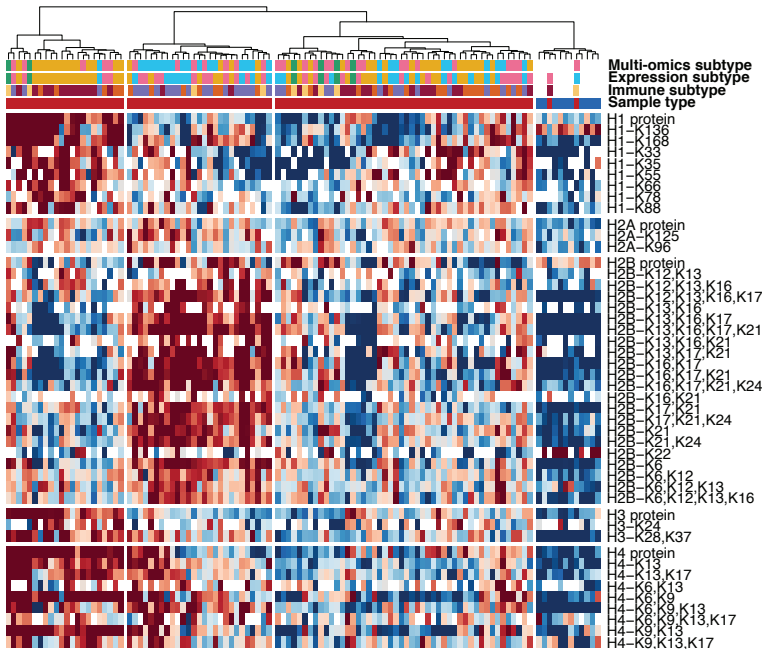 Multi-omics subtype
Expression subtype
Immune subtype
Sample type
H1 protein
H1-K136
H1-K168
H1-K33
H1-K35
H1-K55
H1-K66
H1-K78
H1-K88
H2A protein
H2A-K125
H2A-K96
H2B protein
H2B-K12,K13
H2B-K12,K13,K16
H2B-K12,K13,K16,K17
H2B-K13,K16
H2B-K13,K16,K17
H2B-K13,K16,K17,K21
H2B-K13,K16,K21
H2B-K13,K17,K21
H2B-K16,K17
H2B-K16,K17,K21
H2B-K16,K17,K21,K24
H2B-K16,K21
H2B-K17,K21
H2B-K17,K21,K24
H2B-K21
H2B-K21,K24
H2B-K22
H2B-K6
H2B-K6,K12
H2B-K6,K12,K13
H2B-K6,K12,K13,K16
H3 protein
H3-K24
H3-K28,K37
H4 protein
H4-K13
H4-K13,K17
H4-K6,K13
H4-K6,K9
H4-K6,K9,K13
H4-K6,K9,K13,K17
H4-K9,K13
H4-K9,K13,K17